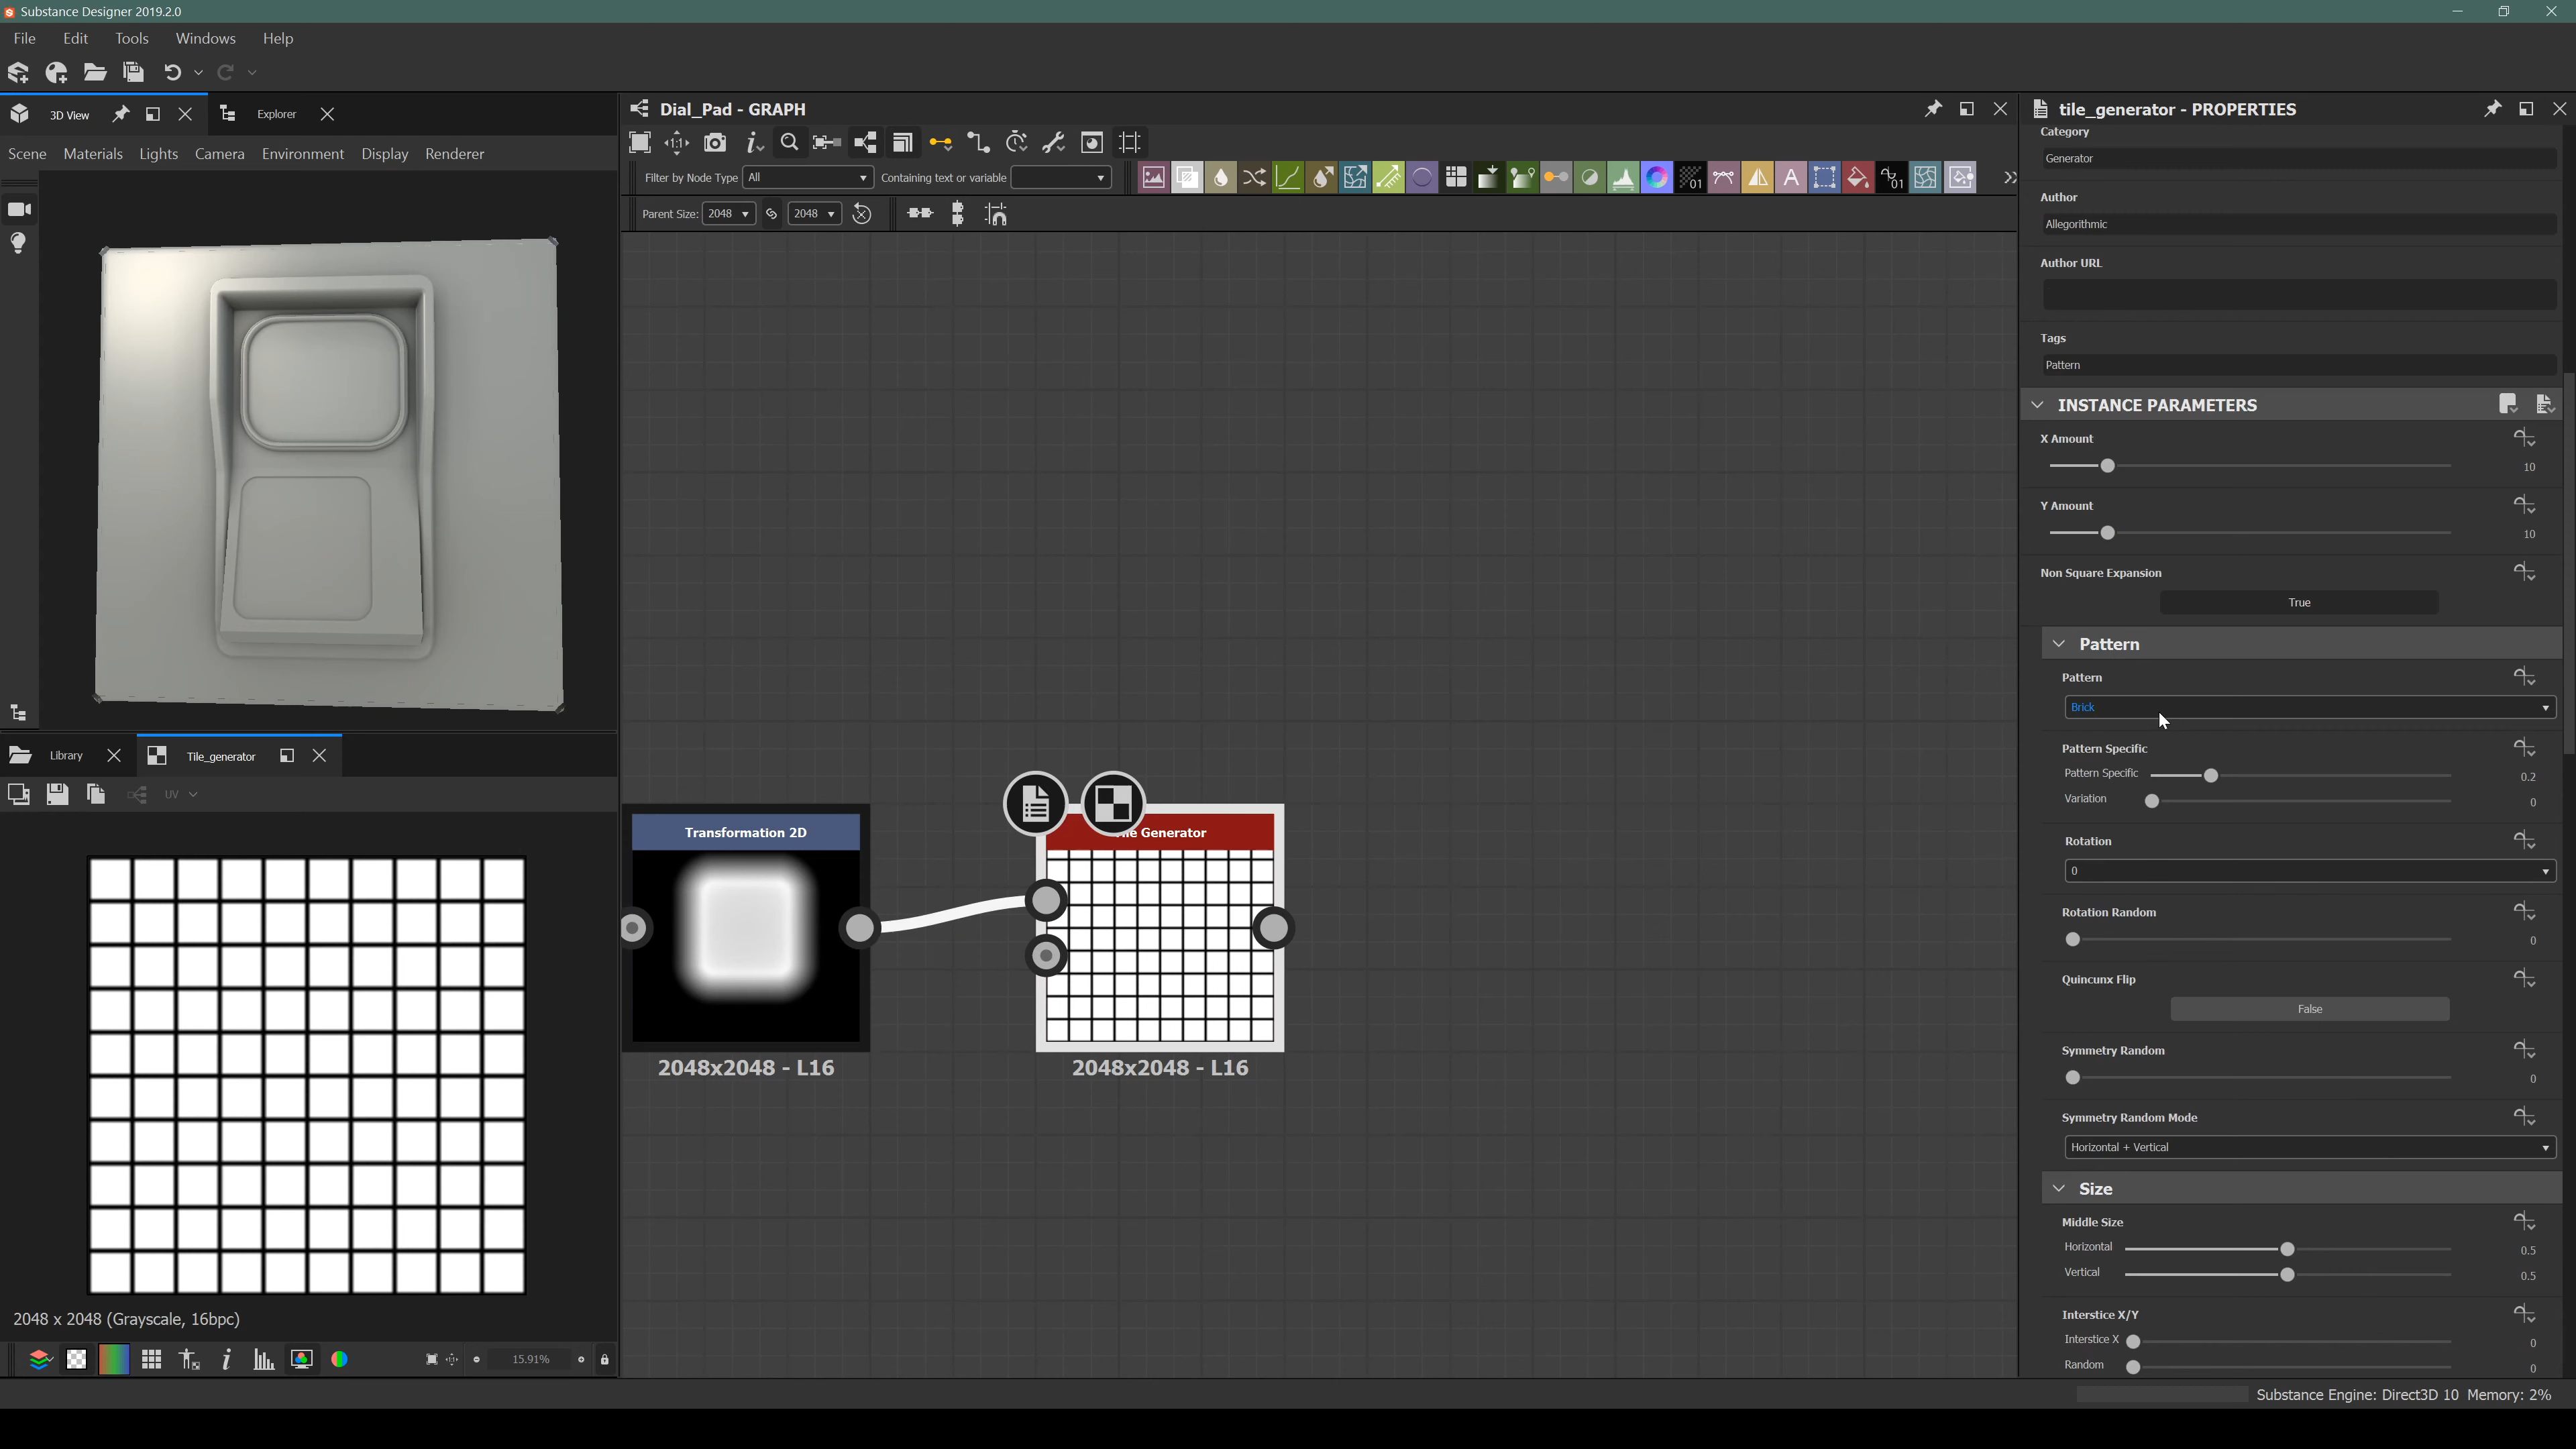 Substance Designer 2019.2.0
File Edit Tools Windows Help
3D View
Explorer
Scene Materials Lights Camera Environment Display Renderer
Library
Tile_generator
UV
2048 x 2048 (Grayscale, 16bpc)
15.91%
Dial_Pad - GRAPH
1:1
Filter by Node Type All Containing text or variable
01
A
01
Parent Size: 2048 2048
Transformation 2D
2048x2048 - L16
le Generator
2048x2048 - L16
tile_generator - PROPERTIES
Category
Generator
Author
Allegorithmic
Author URL
Tags
Pattern
INSTANCE PARAMETERS
X Amount
10
Y Amount
10
Non Square Expansion
True
Pattern
Pattern
Brick
Pattern Specific
Pattern Specific 0.2
Variation 0
Rotation
0
Rotation Random
0
Quincunx Flip
False
Symmetry Random
0
Symmetry Random Mode
Horizontal + Vertical
Size
Middle Size
Horizontal 0.5
Vertical 0.5
Interstice X/Y
Interstice X 0
Random 0
Substance Engine: Direct3D 10 Memory: 2%